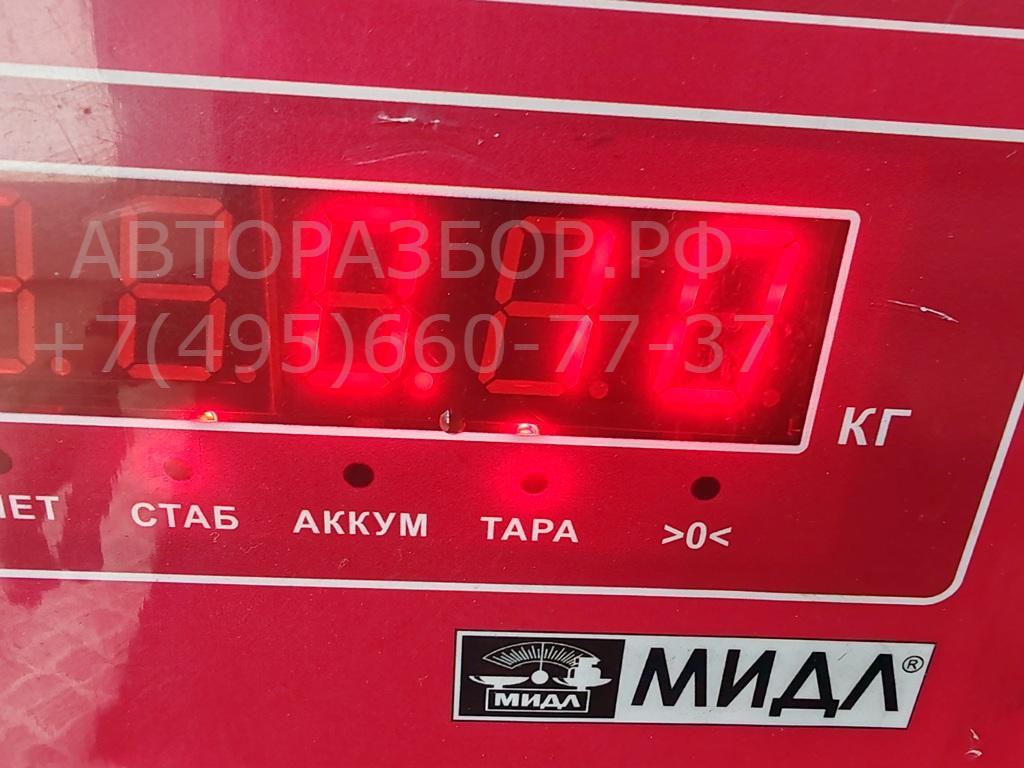 АВТОРАЗБОР.РФ
+7(495)660-77-37
КГ
СТАБ АККУМ ТАРА >0<
МИДЛ МИДЛ®